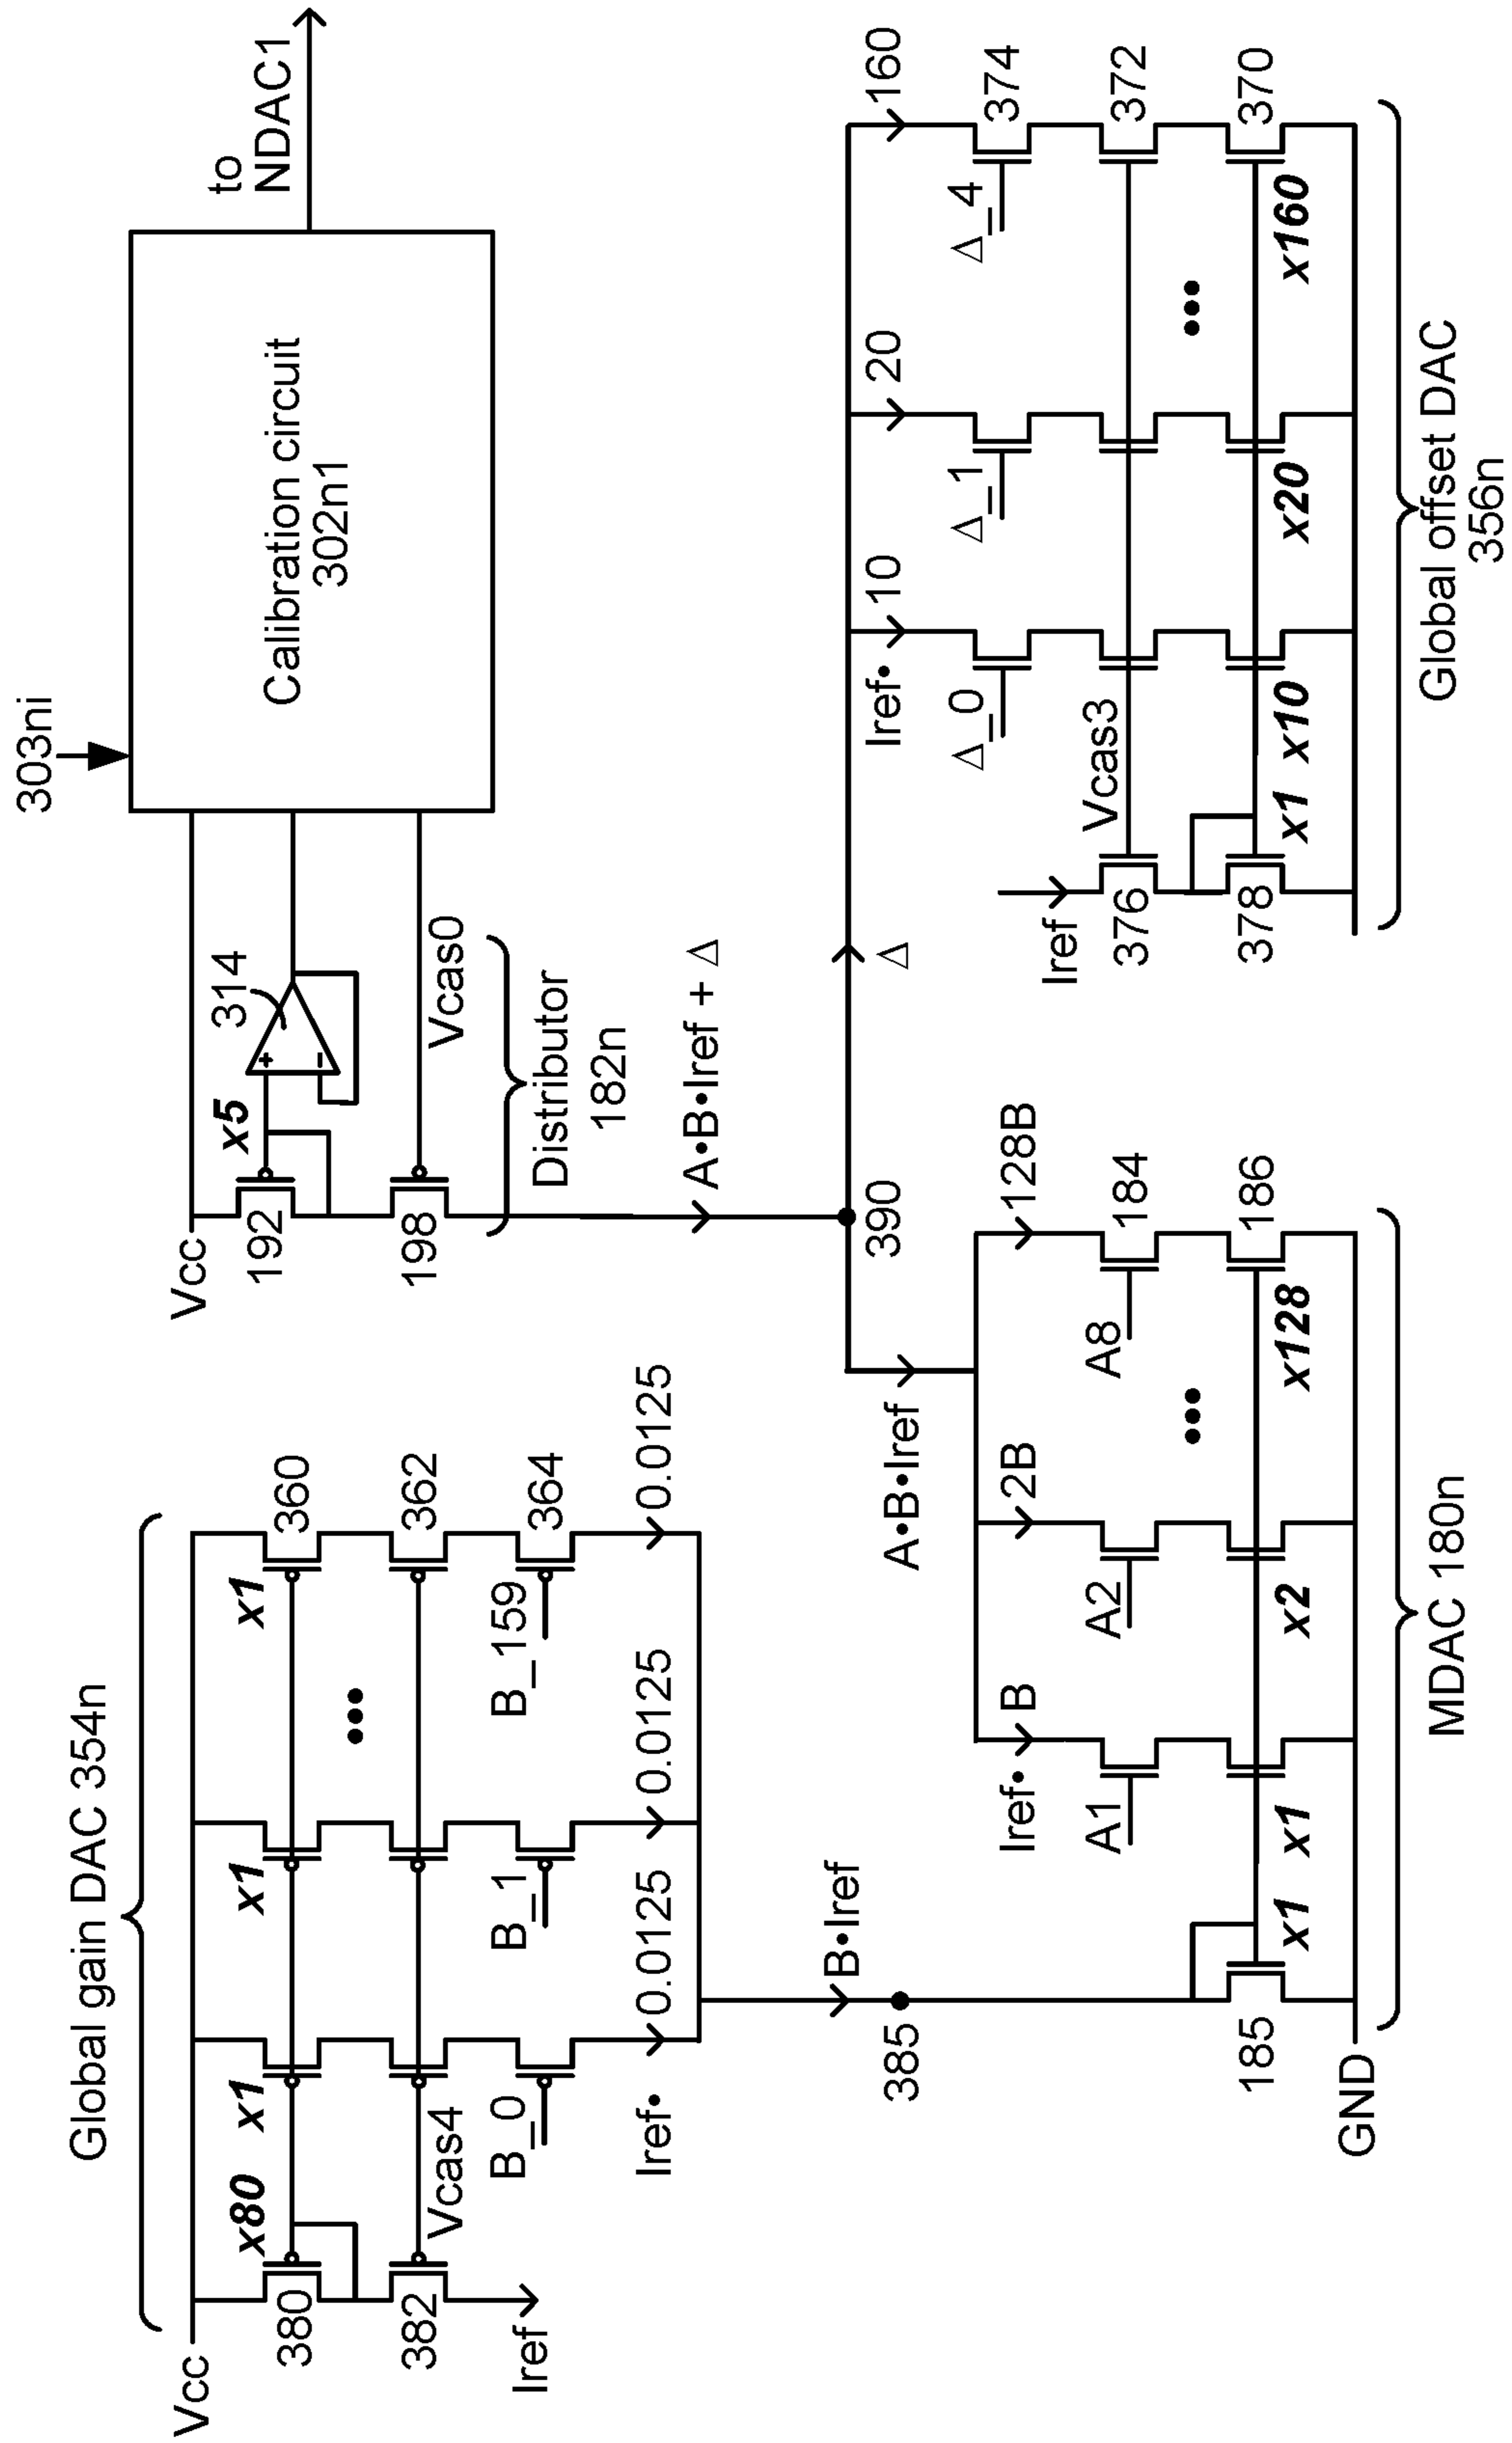 Global gain DAC 354n
Vcc
x80
x1
x1
x1
380
360
382
Vcas4
362
B_0
B_1
B_159
364
Iref
Iref•
0.0125
0.0125
0.0125
B•Iref
385
185
x1
GND
Iref•
B
2B
128B
A1
A2
A8
184
186
x1
x2
x128
MDAC 180n
A•B•Iref
390
A•B•Iref + △
△
Vcc
192
x5
314
+
−
198
Vcas0
Distributor
182n
303ni
Calibration circuit
302n1
to
NDAC1
Iref•
10
20
160
△_0
△_1
△_4
374
Iref
376
Vcas3
372
378
370
x1
x10
x20
x160
Global offset DAC
356n